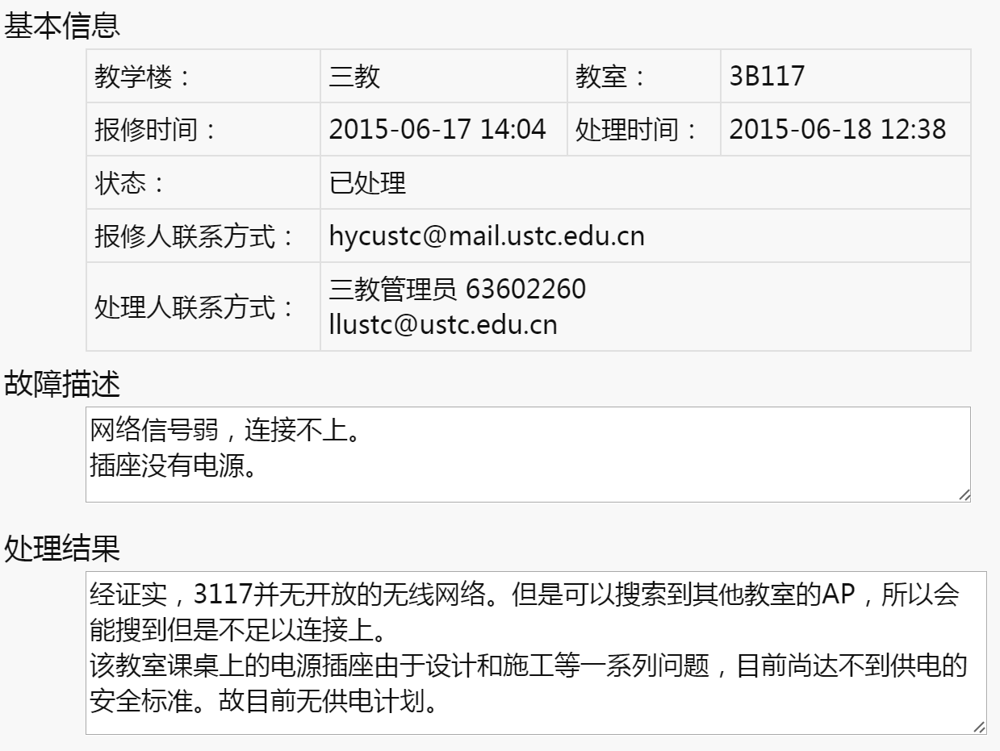 基本信息
教学楼： 三教 教室： 3B117
报修时间： 2015-06-17 14:04 处理时间： 2015-06-18 12:38
状态： 已处理
报修人联系方式： hycustc@mail.ustc.edu.cn
处理人联系方式： 三教管理员 63602260
llustc@ustc.edu.cn
故障描述
网络信号弱，连接不上。
插座没有电源。
处理结果
经证实，3117并无开放的无线网络。但是可以搜索到其他教室的AP，所以会
能搜到但是不足以连接上。
该教室课桌上的电源插座由于设计和施工等一系列问题，目前尚达不到供电的
安全标准。故目前无供电计划。